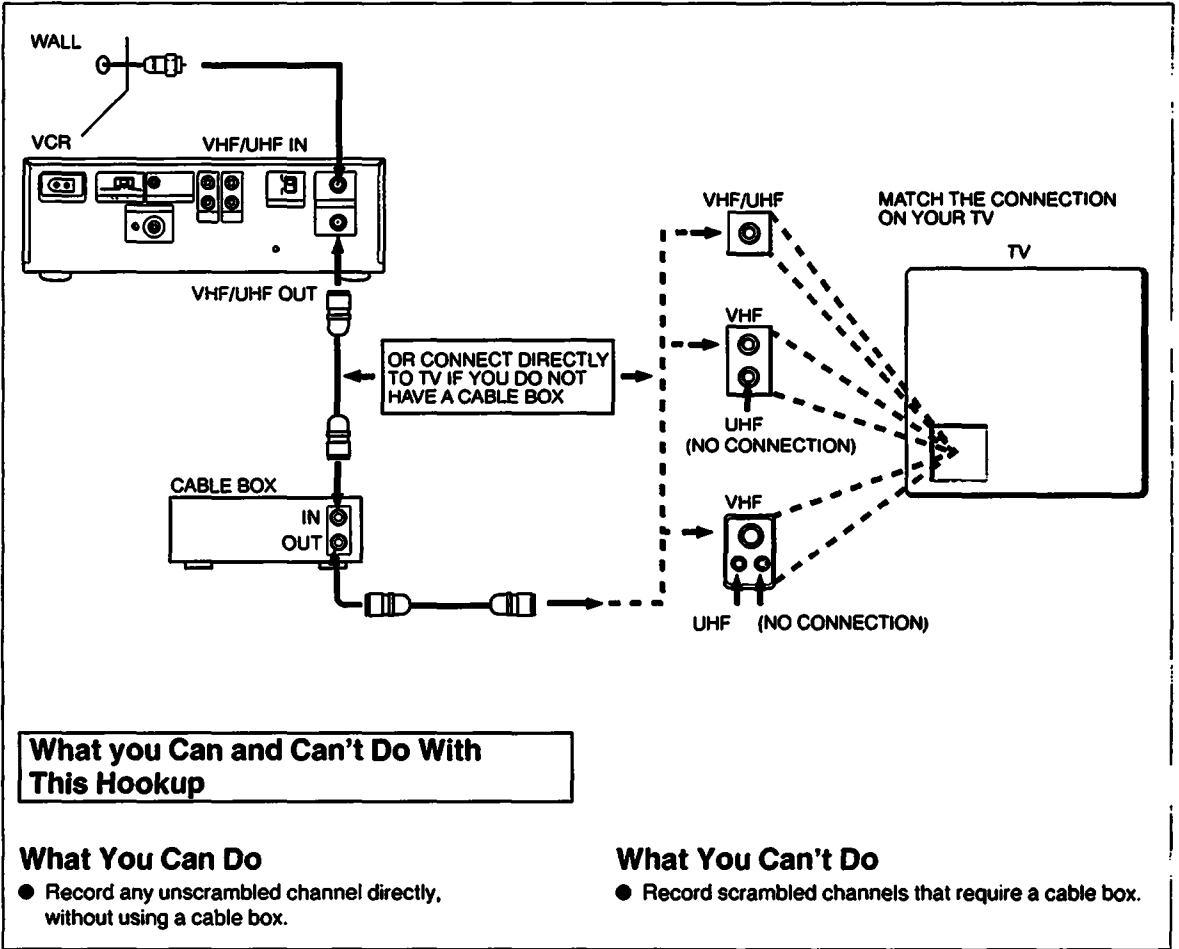 WALL
VCR
VHF/UHF IN
VHF/UHF OUT
OR CONNECT DIRECTLY
TO TV IF YOU DO NOT
HAVE A CABLE BOX
CABLE BOX
IN
OUT
VHF/UHF
VHF
UHF
(NO CONNECTION)
VHF
UHF (NO CONNECTION)
MATCH THE CONNECTION
ON YOUR TV
TV
What you Can and Can't Do With
This Hookup
What You Can Do
● Record any unscrambled channel directly,
without using a cable box.
What You Can't Do
● Record scrambled channels that require a cable box.